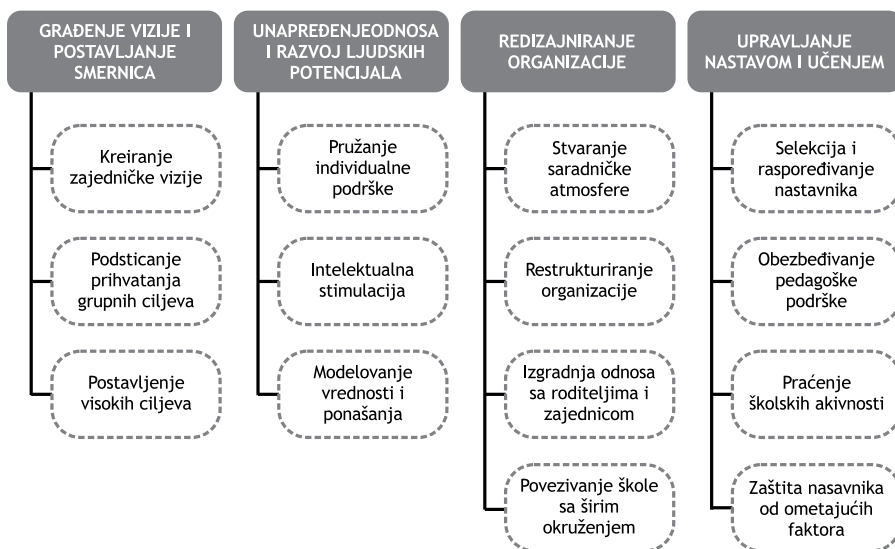 GRAĐENJE VIZIJE I
POSTAVLJANJE
SMERNICA
Kreiranje
zajedničke vizije
Podsticanje
prihvatanja
grupnih ciljeva
Postavljenje
visokih ciljeva
UNAPREĐENJEODNOSA
I RAZVOJ LJUDSKIH
POTENCIJALA
Pružanje
individualne
podrške
Intelektualna
stimulacija
Modelovanje
vrednosti i
ponašanja
REDIZAJNIRANJE
ORGANIZACIJE
Stvaranje
saradničke
atmosfere
Restrukturiranje
organizacije
Izgradnja odnosa
sa roditeljima i
zajednicom
Povezivanje škole
sa širim
okruženjem
UPRAVLJANJE
NASTAVOM I UČENJEM
Selekcija i
raspoređivanje
nastavnika
Obezbeđivanje
pedagoške
podrške
Praćenje
školskih akivnosti
Zaštita nasavnika
od ometajućih
faktora